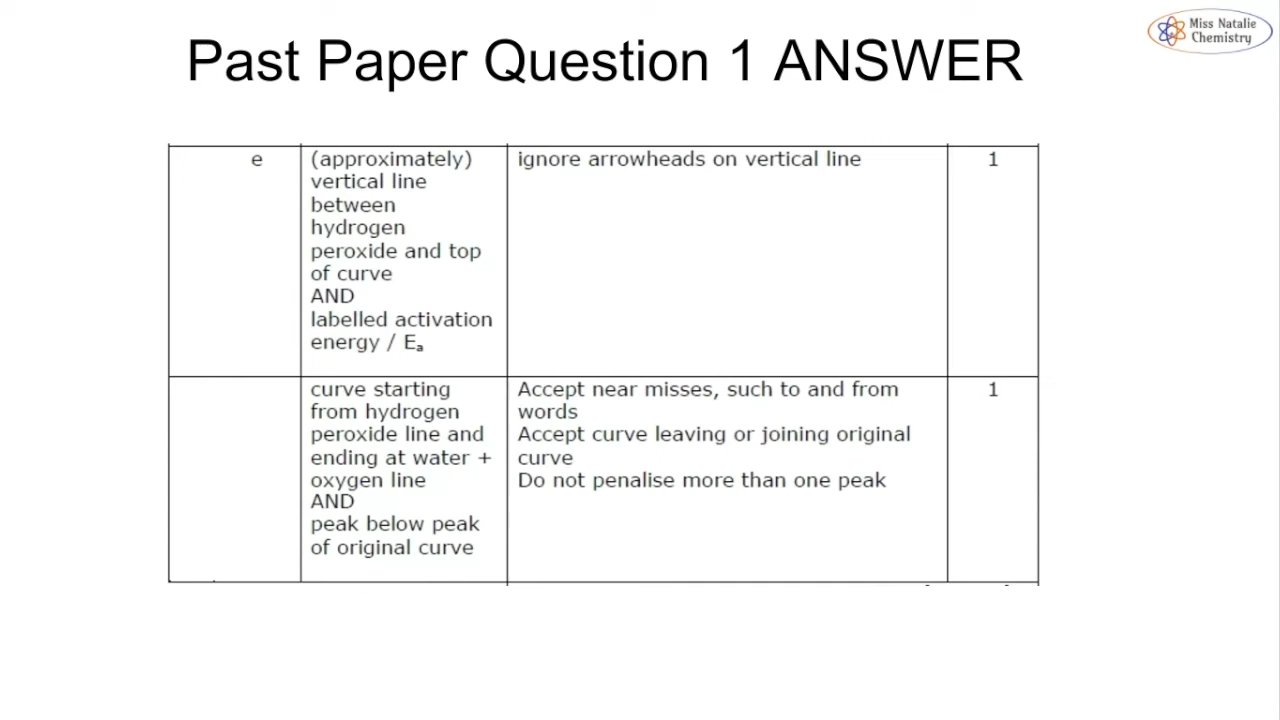 Miss Natalie
Chemistry
Past Paper Question 1 ANSWER
e
(approximately)
vertical line
between
hydrogen
peroxide and top
of curve
AND
labelled activation
energy / Eₐ
ignore arrowheads on vertical line
1
curve starting
from hydrogen
peroxide line and
ending at water +
oxygen line
AND
peak below peak
of original curve
Accept near misses, such to and from
words
Accept curve leaving or joining original
curve
Do not penalise more than one peak
1